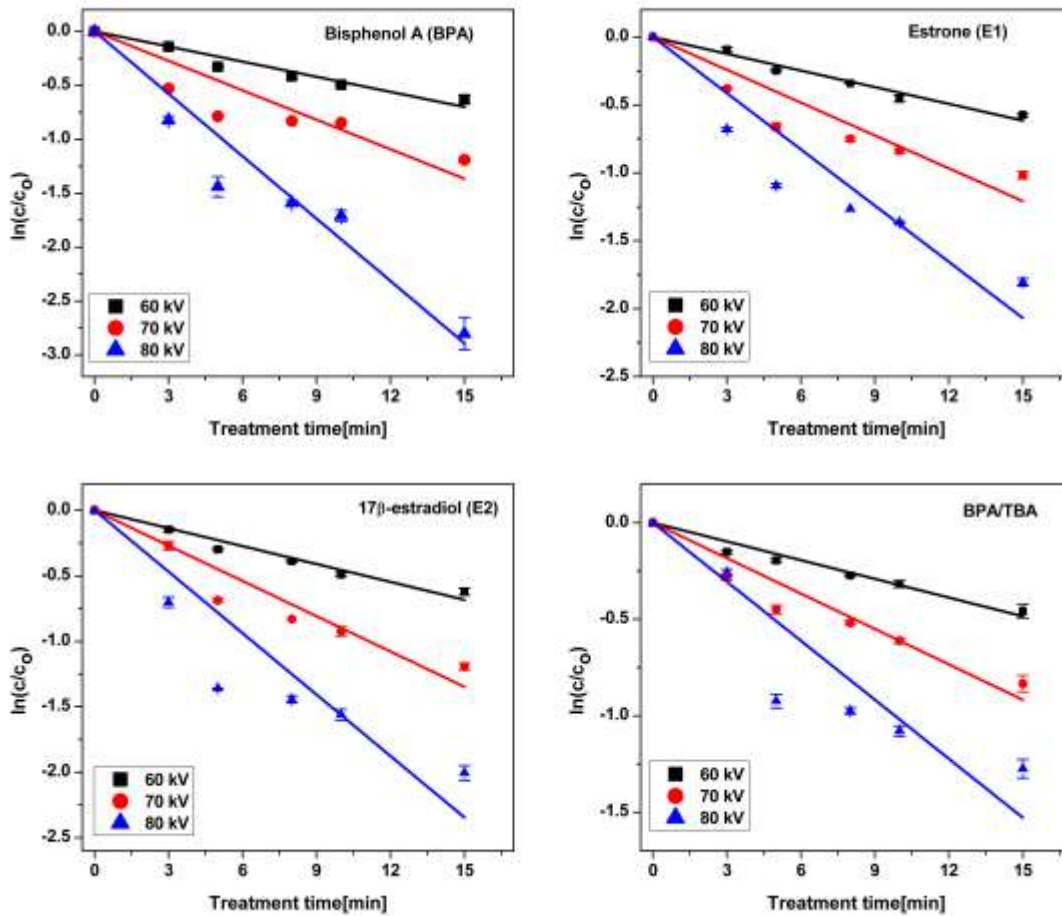 Bisphenol A (BPA)
0.0
-0.5
-1.0
-1.5
-2.0
-2.5
-3.0
ln(c/cO)
60 kV
70 kV
80 kV
0 3 6 9 12 15
Treatment time[min]
Estrone (E1)
0.0
-0.5
-1.0
-1.5
-2.0
-2.5
ln(c/cO)
60 kV
70 kV
80 kV
0 3 6 9 12 15
Treatment time[min]
17β-estradiol (E2)
0.0
-0.5
-1.0
-1.5
-2.0
-2.5
ln(c/cO)
60 kV
70 kV
80 kV
0 3 6 9 12 15
Treatment time[min]
BPA/TBA
0.0
-0.5
-1.0
-1.5
ln(c/cO)
60 kV
70 kV
80 kV
0 3 6 9 12 15
Treatment time[min]